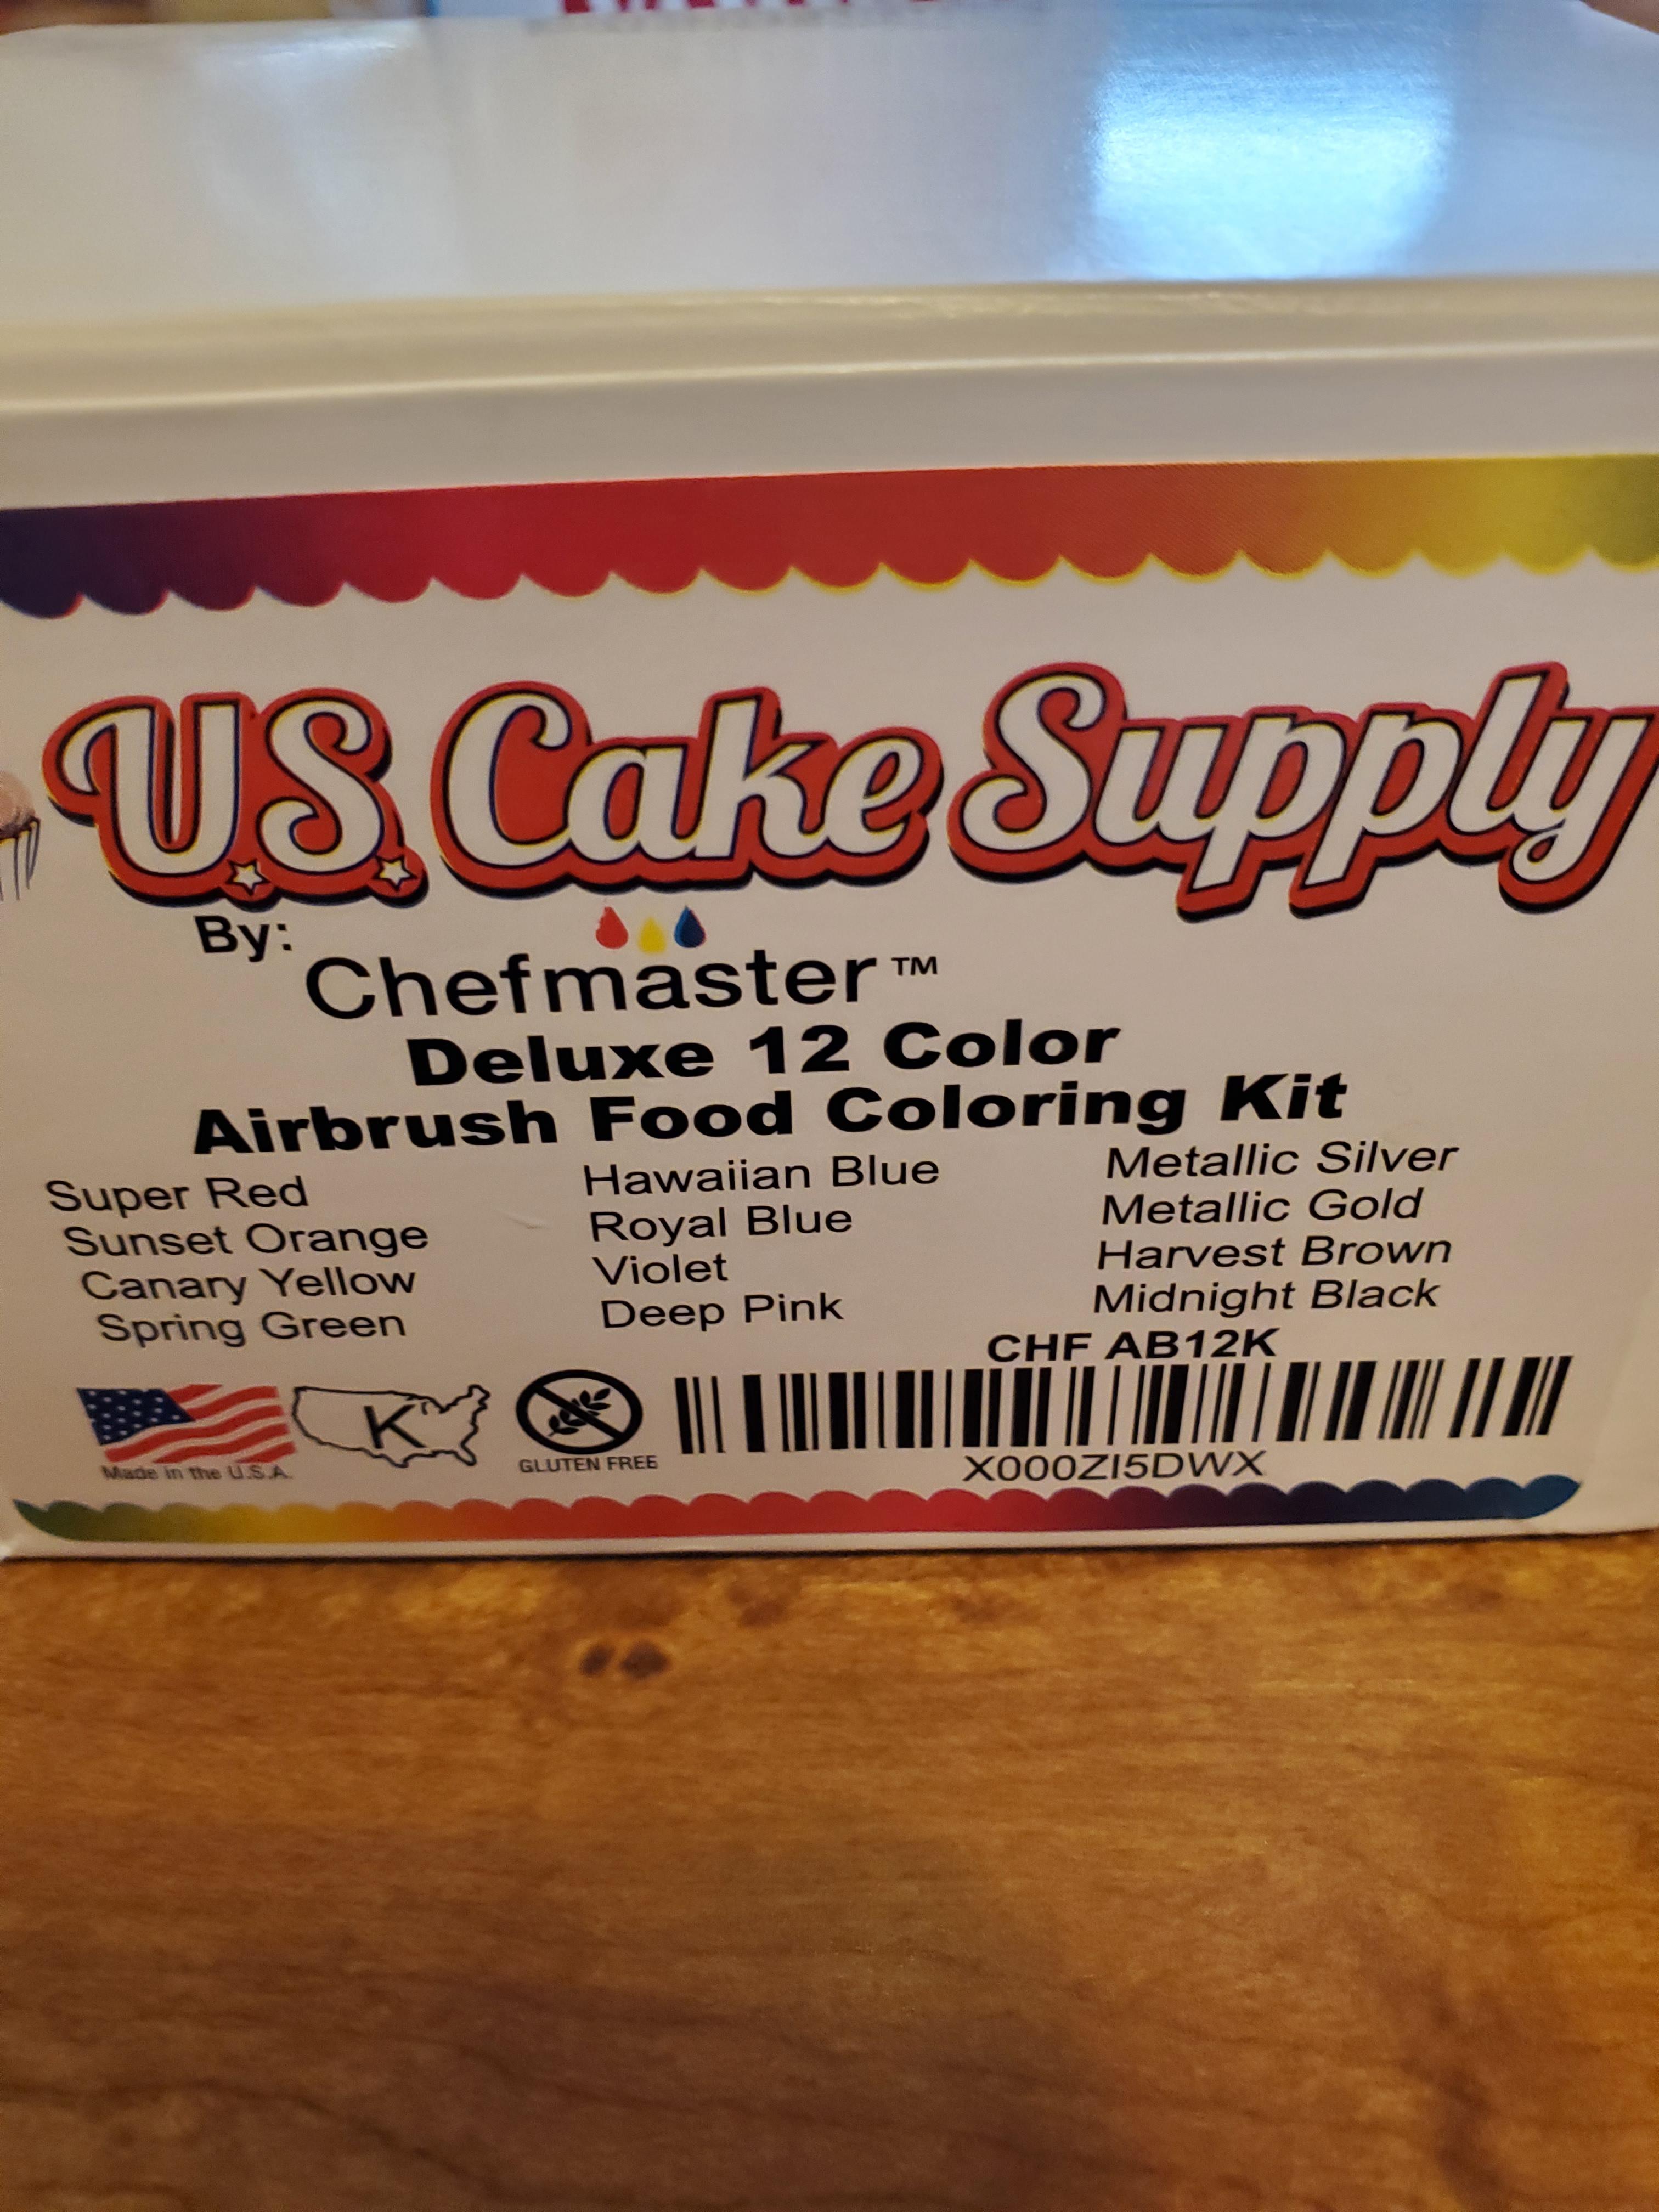 U.S. Cake Supply
By:
Chefmaster™
Deluxe 12 Color
Airbrush Food Coloring Kit
Super Red
Sunset Orange
Canary Yellow
Spring Green
Hawaiian Blue
Royal Blue
Violet
Deep Pink
Metallic Silver
Metallic Gold
Harvest Brown
Midnight Black
CHF AB12K
Made in the U.S.A.
K
GLUTEN FREE
X000ZI5DWX